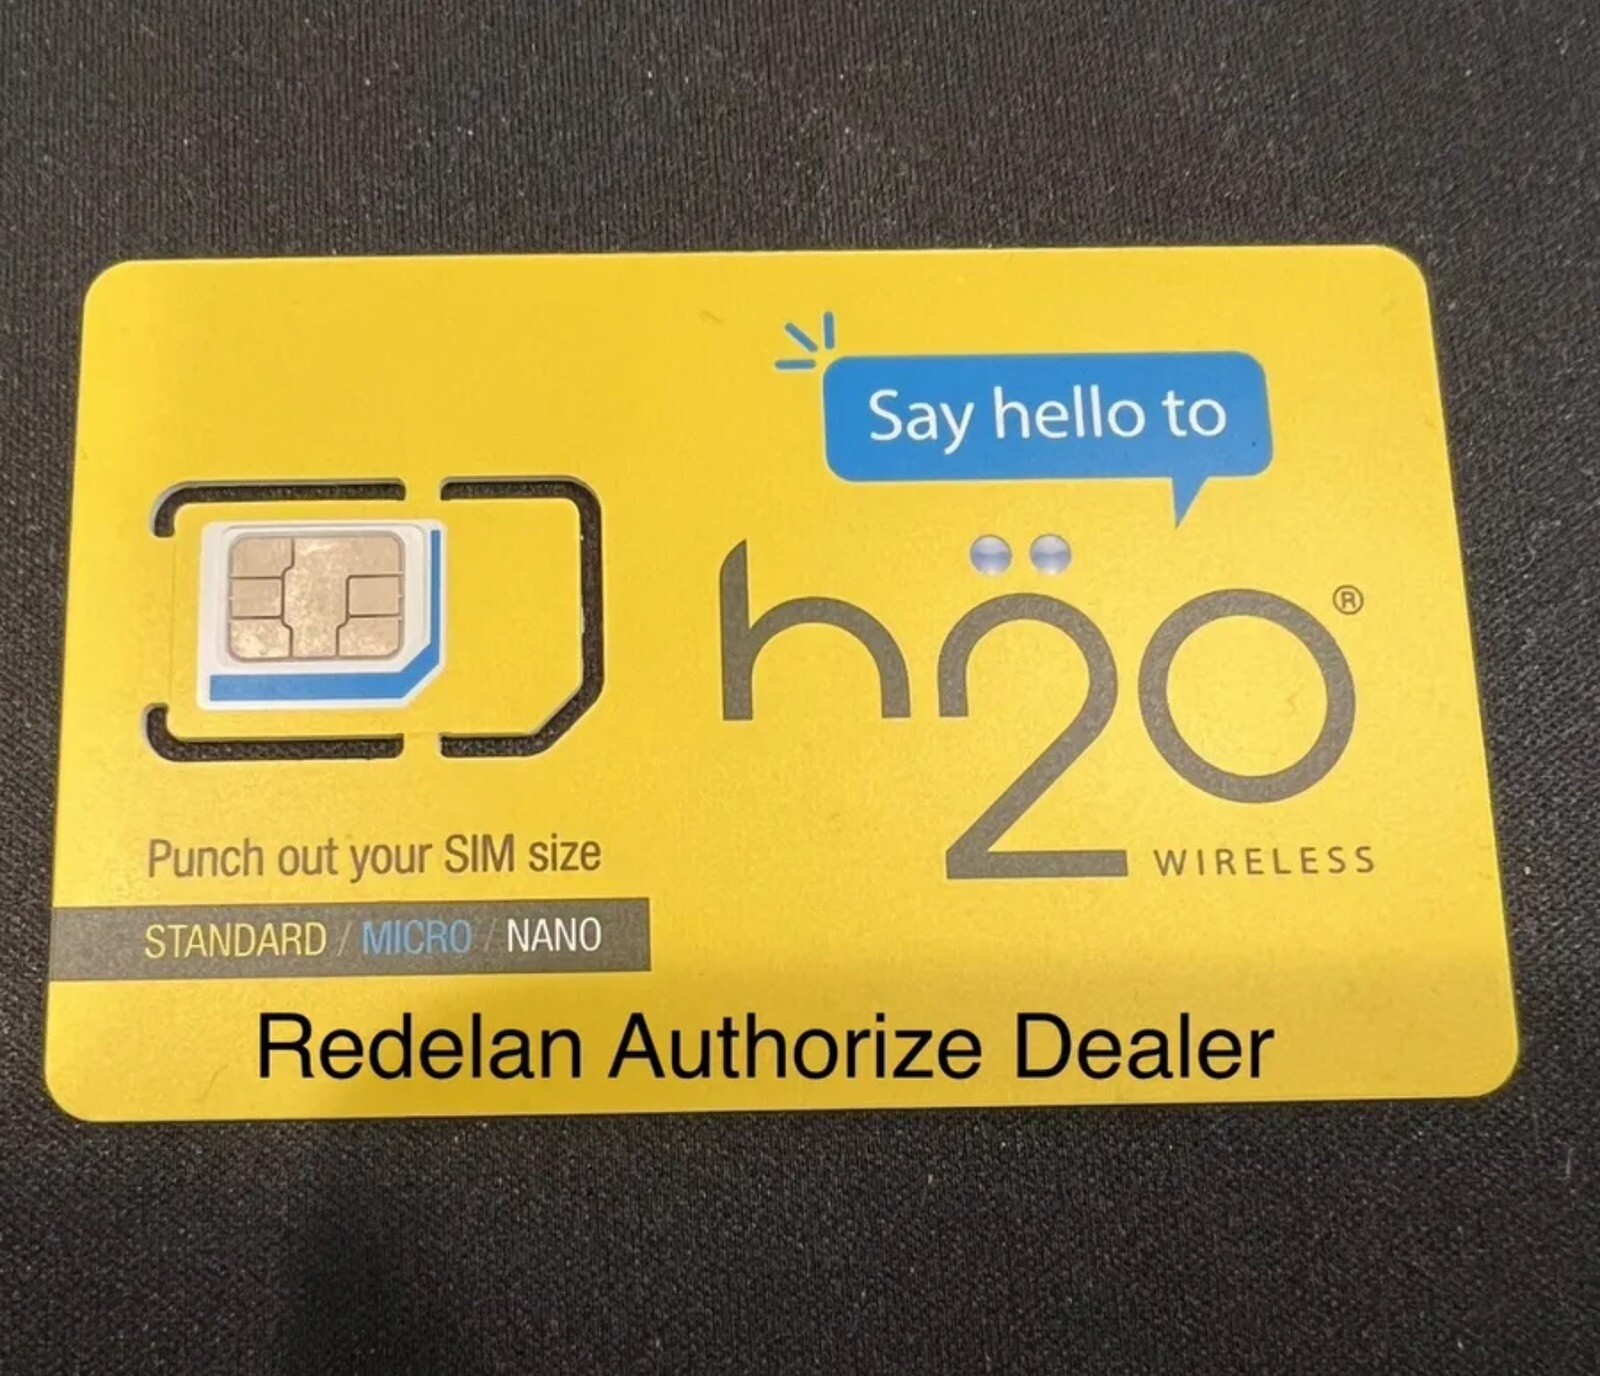 Say hello to
h2o®
WIRELESS
Punch out your SIM size
STANDARD / MICRO / NANO
Redelan Authorize Dealer